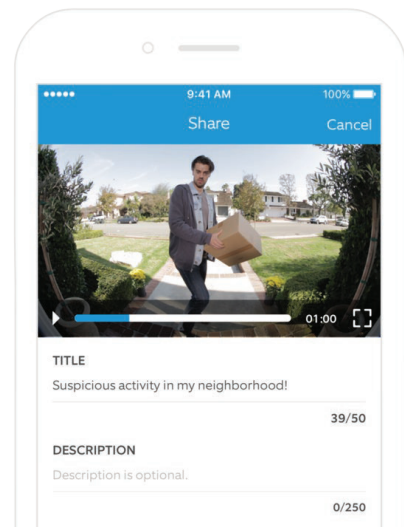 9:41 AM
100%
Share
Cancel
01:00
TITLE
Suspicious activity in my neighborhood!
39/50
DESCRIPTION
Description is optional.
0/250